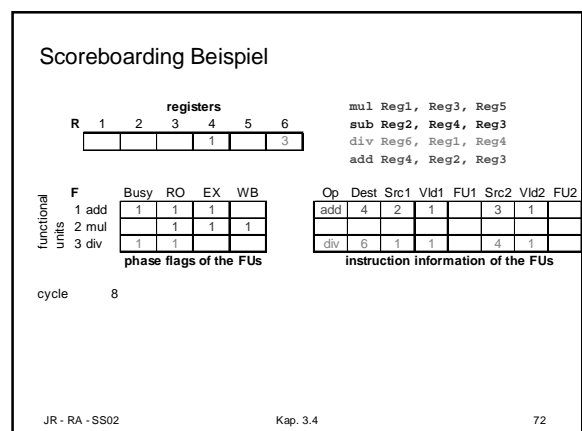 Scoreboarding Beispiel
registers
R 1 2 3 4 5 6
1 3
mul Reg1, Reg3, Reg5
sub Reg2, Reg4, Reg3
div Reg6, Reg1, Reg4
add Reg4, Reg2, Reg3
functional units
F Busy RO EX WB
1 add 1 1 1
2 mul 1 1 1
3 div 1 1
phase flags of the FUs
Op Dest Src1 Vld1 FU1 Src2 Vld2 FU2
add 4 2 1 3 1
div 6 1 1 4 1
instruction information of the FUs
cycle 8
JR - RA - SS02 Kap. 3.4 72